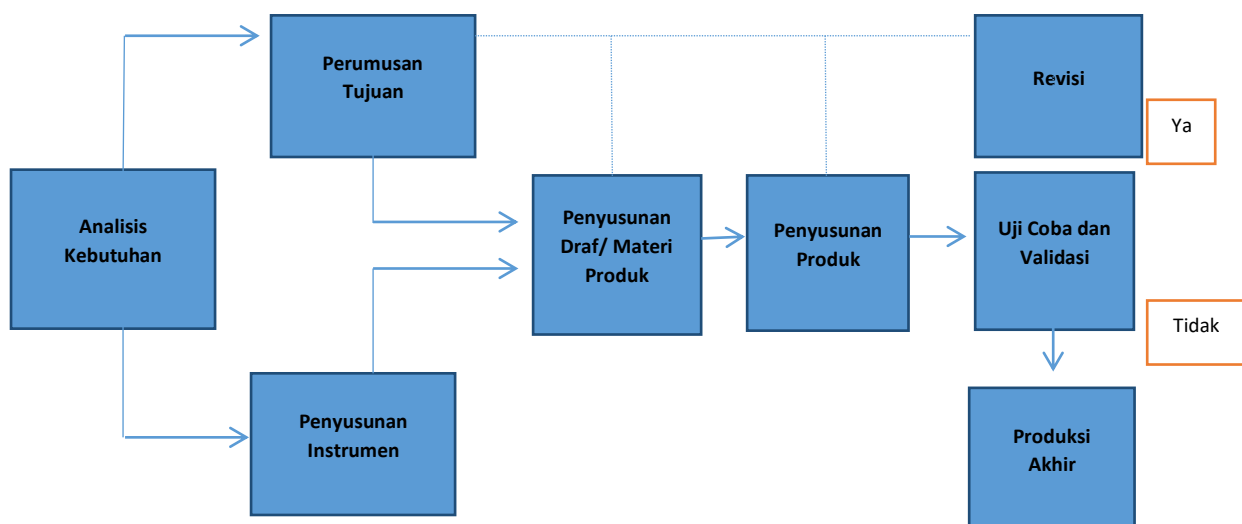 Perumusan
Tujuan
Revisi
Ya
Analisis
Kebutuhan
Penyusunan
Draf/ Materi
Produk
Penyusunan
Produk
Uji Coba dan
Validasi
Tidak
Penyusunan
Instrumen
Produksi
Akhir